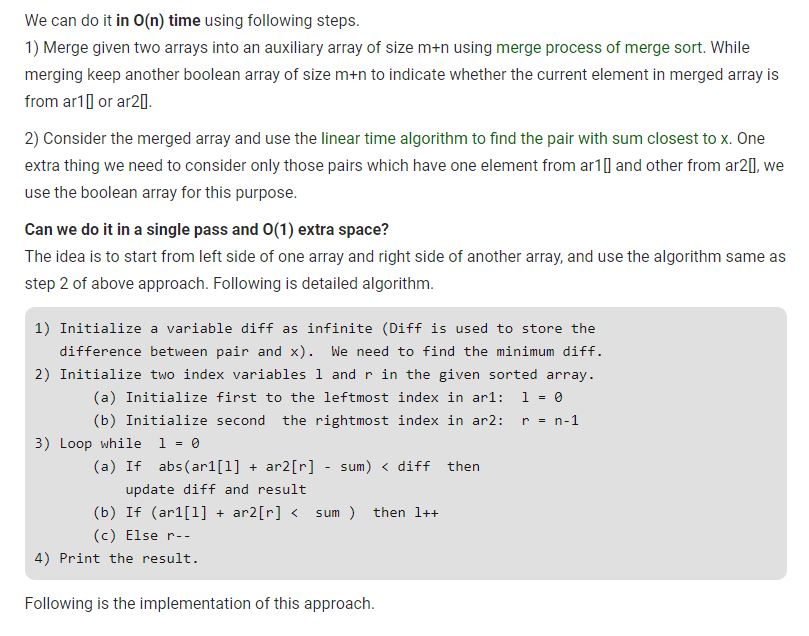 We can do it in O(n) time using following steps.
1) Merge given two arrays into an auxiliary array of size m+n using merge process of merge sort. While
merging keep another boolean array of size m+n to indicate whether the current element in merged array is
from ar1[] or ar2[].
2) Consider the merged array and use the linear time algorithm to find the pair with sum closest to x. One
extra thing we need to consider only those pairs which have one element from ar1[] and other from ar2[], we
use the boolean array for this purpose.
Can we do it in a single pass and O(1) extra space?
The idea is to start from left side of one array and right side of another array, and use the algorithm same as
step 2 of above approach. Following is detailed algorithm.
1) Initialize a variable diff as infinite (Diff is used to store the
difference between pair and x).  We need to find the minimum diff.
2) Initialize two index variables l and r in the given sorted array.
(a) Initialize first to the leftmost index in ar1:  l = 0
(b) Initialize second  the rightmost index in ar2:  r = n-1
3) Loop while  l = 0
(a) If  abs(ar1[l] + ar2[r] - sum) < diff  then
update diff and result
(b) If (ar1[l] + ar2[r] <  sum )  then l++
(c) Else r--
4) Print the result.
Following is the implementation of this approach.